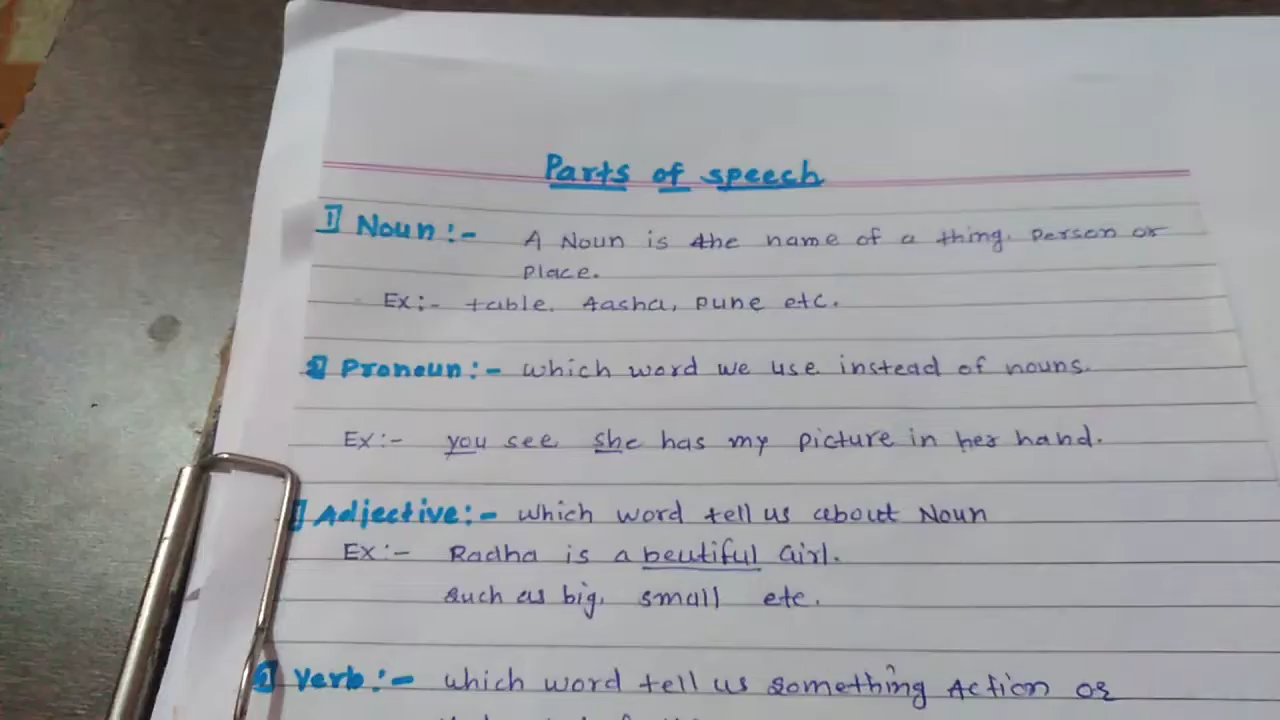 Parts of speech
1] Noun :- A Noun is the name of a thing, person or
place.
Ex :- table, Aasha, pune etc.
Pronoun :- which word we use instead of nouns.
Ex :- you see she has my picture in her hand.
Adjective :- which word tell us about Noun
Ex :- Radha is a beutiful Girl.
such as big, small etc.
Verb :- which word tell us something Action or